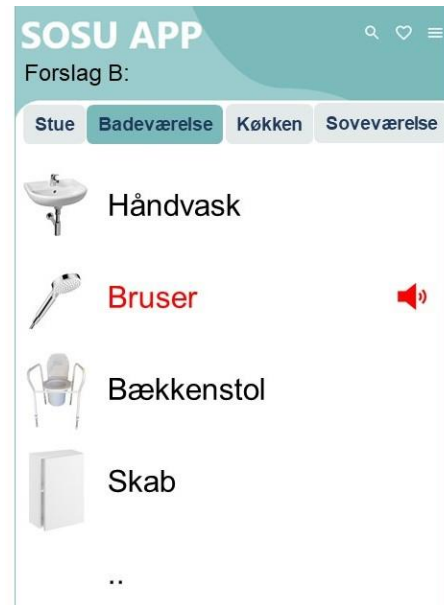 SOSU APP
Forslag B:
Stue Badeværelse Køkken Soveværelse
Håndvask
Bruser
Bækkenstol
Skab
..